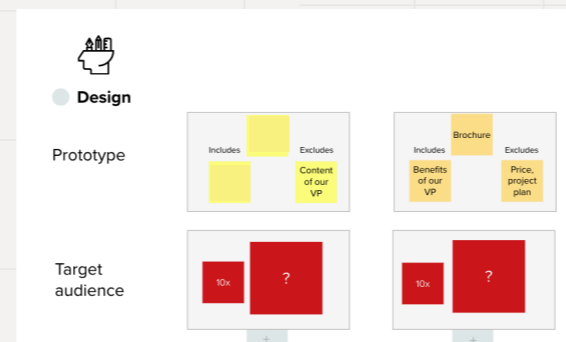 Design
Prototype
Includes
Excludes
Content
of our
VP
Brochure
Includes
Excludes
Benefits
of our
VP
Price,
project
plan
Target
audience
10x
?
10x
?
+
+